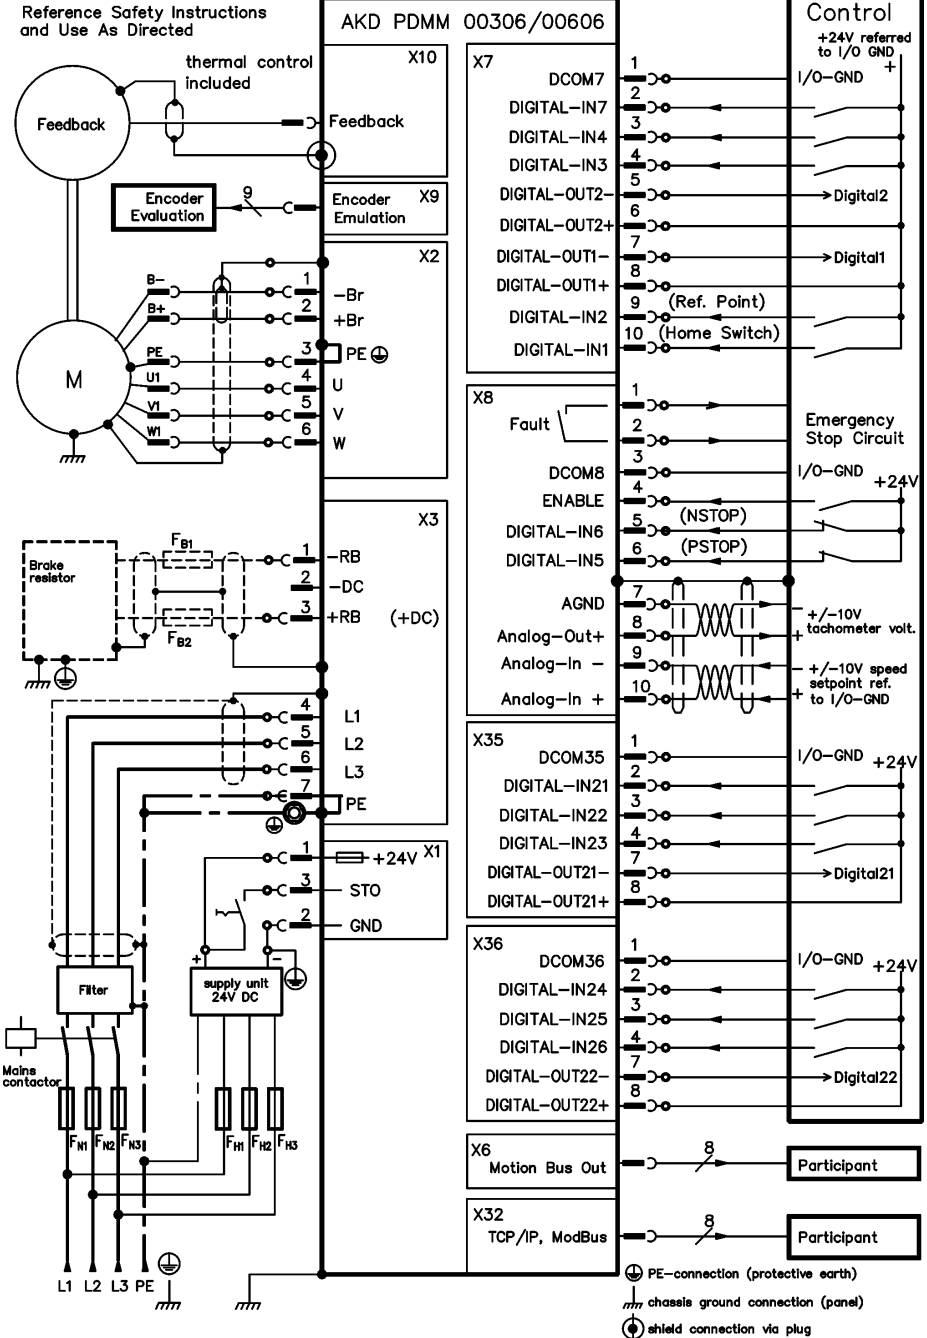 Reference Safety Instructions
and Use As Directed
AKD PDMM 00306/00606
Control
+24V referred
to I/O GND
+
thermal control
included
X10
Feedback
Feedback
Encoder
Evaluation
9
Encoder
Emulation
X9
X2
B-
1
-Br
B+
2
+Br
PE
3
PE
M
U1
4
U
V1
5
V
W1
6
W
X3
Brake
resistor
FB1
1
-RB
2
-DC
FB2
3
+RB
(+DC)
4
L1
5
L2
6
L3
7
PE
X1
1
+24V
3
STO
2
GND
+
-
supply unit
24V DC
Filter
Mains
contactor
FN1
FN2
FN3
FH1
FH2
FH3
L1
L2
L3
PE
X7
DCOM7
1
I/O-GND
DIGITAL-IN7
2
DIGITAL-IN4
3
DIGITAL-IN3
4
DIGITAL-OUT2-
5
Digital2
DIGITAL-OUT2+
6
DIGITAL-OUT1-
7
Digital1
DIGITAL-OUT1+
8
DIGITAL-IN2
9
(Ref. Point)
DIGITAL-IN1
10
(Home Switch)
X8
Fault
1
2
Emergency
Stop Circuit
DCOM8
3
I/O-GND
+24V
ENABLE
4
DIGITAL-IN6
5
(NSTOP)
DIGITAL-IN5
6
(PSTOP)
AGND
7
-
Analog-Out+
8
+
+/-10V
tachometer volt.
Analog-In -
9
-
Analog-In +
10
+
+/-10V speed
setpoint ref.
to I/O-GND
X35
DCOM35
1
I/O-GND
+24V
DIGITAL-IN21
2
DIGITAL-IN22
3
DIGITAL-IN23
4
DIGITAL-OUT21-
7
Digital21
DIGITAL-OUT21+
8
X36
DCOM36
1
I/O-GND
+24V
DIGITAL-IN24
2
DIGITAL-IN25
3
DIGITAL-IN26
4
DIGITAL-OUT22-
7
Digital22
DIGITAL-OUT22+
8
X6
Motion Bus Out
8
Participant
X32
TCP/IP, ModBus
8
Participant
PE-connection (protective earth)
chassis ground connection (panel)
shield connection via plug